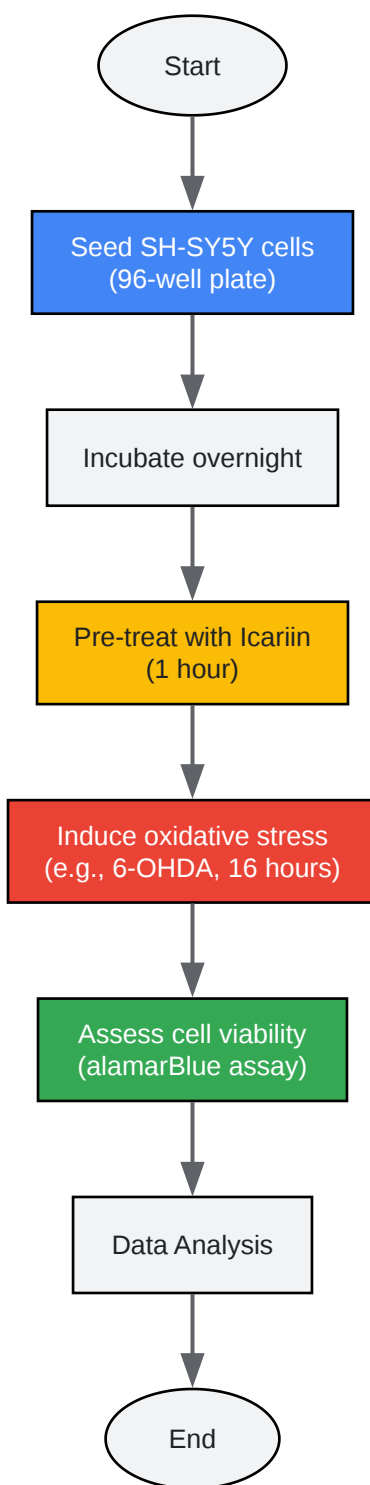 Start
Seed SH-SY5Y cells
(96-well plate)
Incubate overnight
Pre-treat with Icariin
(1 hour)
Induce oxidative stress
(e.g., 6-OHDA, 16 hours)
Assess cell viability
(alamarBlue assay)
Data Analysis
End